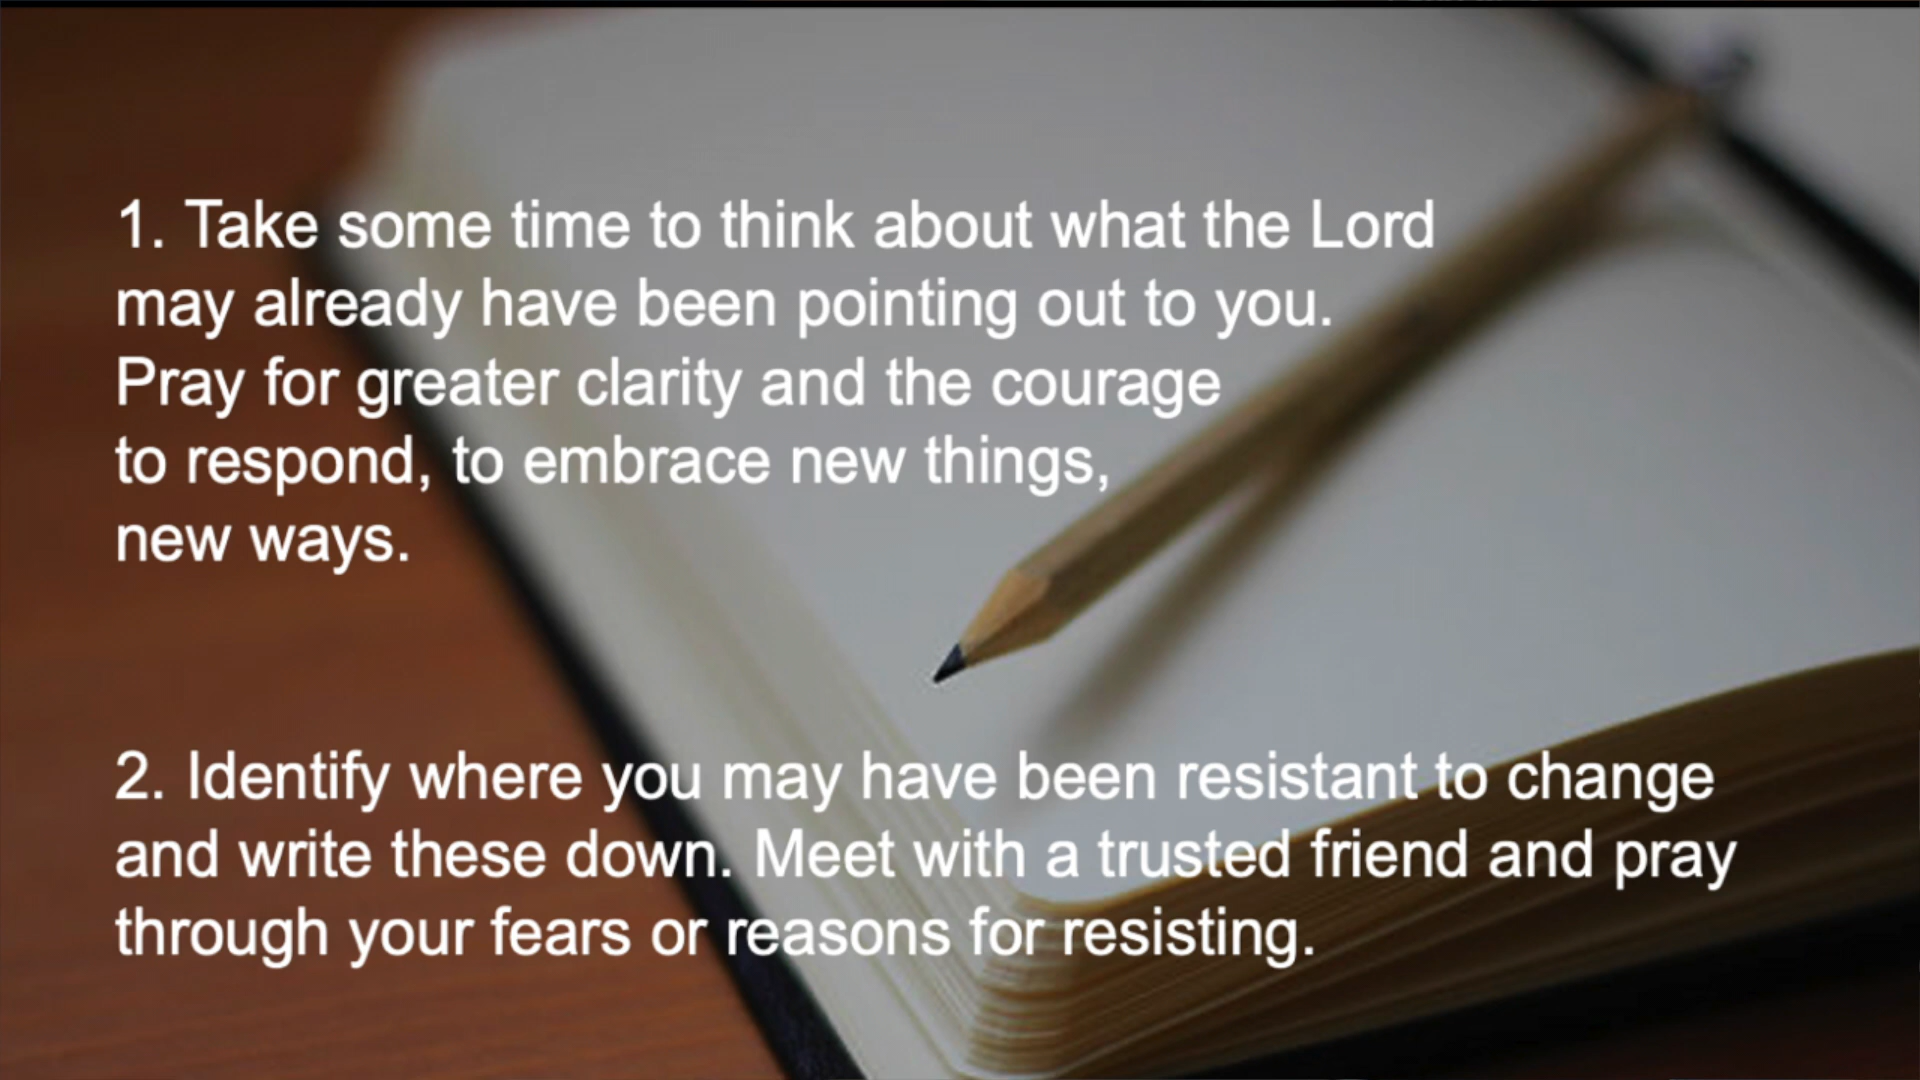 1. Take some time to think about what the Lord
may already have been pointing out to you.
Pray for greater clarity and the courage
to respond, to embrace new things,
new ways.
2. Identify where you may have been resistant to change
and write these down. Meet with a trusted friend and pray
through your fears or reasons for resisting.